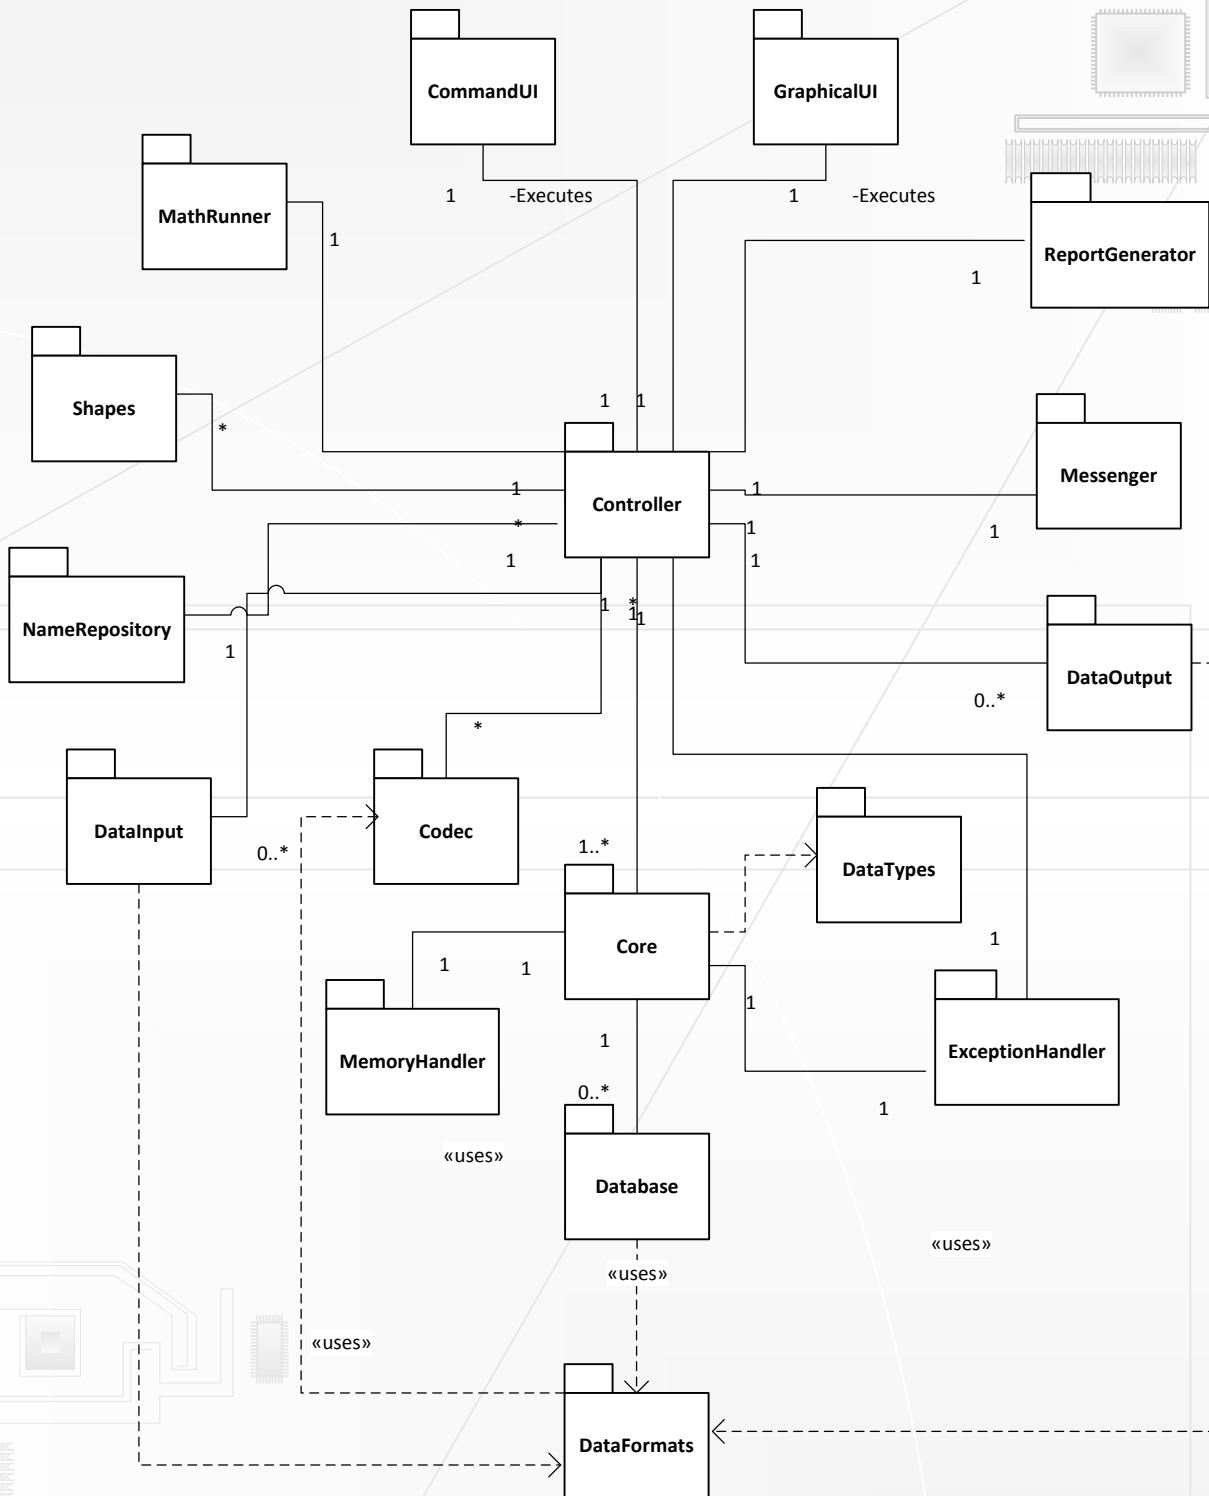 CommandUI
GraphicalUI
1
-Executes
1
-Executes
MathRunner
1
ReportGenerator
1
Shapes
*
1
1
Messenger
1
Controller
1
*
1
1
1
1
NameRepository
1
1
*
1
1
DataOutput
0..*
*
DataInput
Codec
0..*
1..*
DataTypes
Core
1
1
1
1
MemoryHandler
ExceptionHandler
1
0..*
1
«uses»
Database
«uses»
«uses»
«uses»
DataFormats